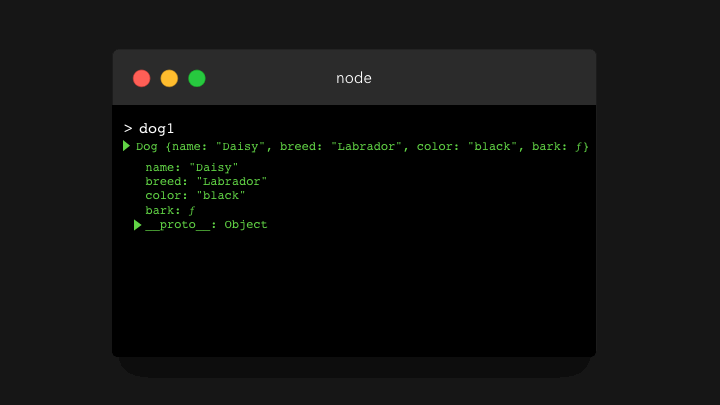 node
> dog1
▶ Dog {name: "Daisy", breed: "Labrador", color: "black", bark: ƒ}
name: "Daisy"
breed: "Labrador"
color: "black"
bark: ƒ
▶ __proto__: Object